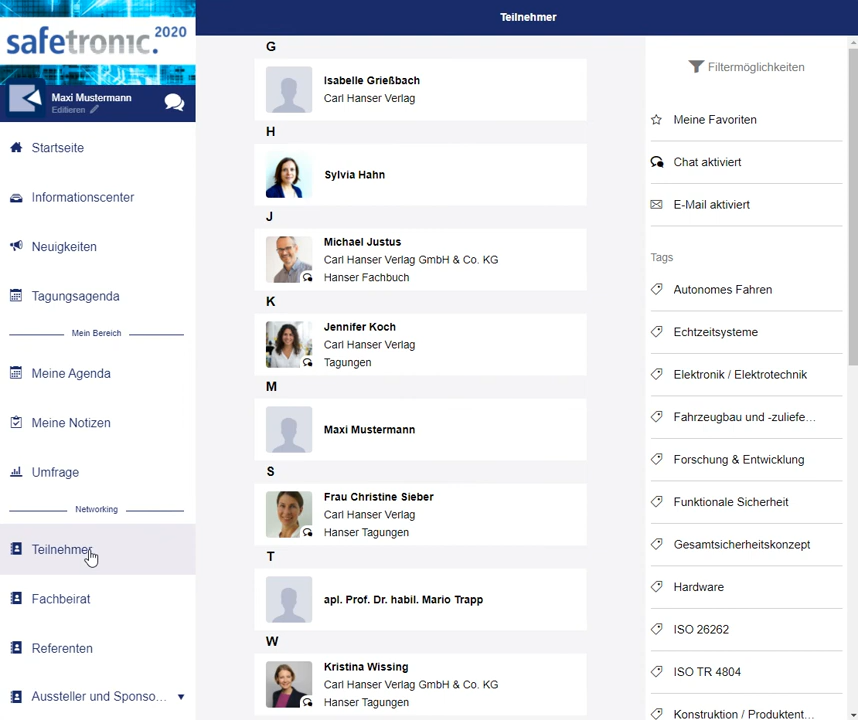 safetronic.2020
Maxi Mustermann
Editieren
Startseite
Informationscenter
Neuigkeiten
Tagungsagenda
Mein Bereich
Meine Agenda
Meine Notizen
Umfrage
Networking
Teilnehmer
Fachbeirat
Referenten
Aussteller und Sponso...
Teilnehmer
G
Isabelle Grießbach
Carl Hanser Verlag
H
Sylvia Hahn
J
Michael Justus
Carl Hanser Verlag GmbH & Co. KG
Hanser Fachbuch
K
Jennifer Koch
Carl Hanser Verlag
Tagungen
M
Maxi Mustermann
S
Frau Christine Sieber
Carl Hanser Verlag
Hanser Tagungen
T
apl. Prof. Dr. habil. Mario Trapp
W
Kristina Wissing
Carl Hanser Verlag GmbH & Co. KG
Hanser Tagungen
Filtermöglichkeiten
Meine Favoriten
Chat aktiviert
E-Mail aktiviert
Tags
Autonomes Fahren
Echtzeitsysteme
Elektronik / Elektrotechnik
Fahrzeugbau und -zuliefe...
Forschung & Entwicklung
Funktionale Sicherheit
Gesamtsicherheitskonzept
Hardware
ISO 26262
ISO TR 4804
Konstruktion / Produktent...